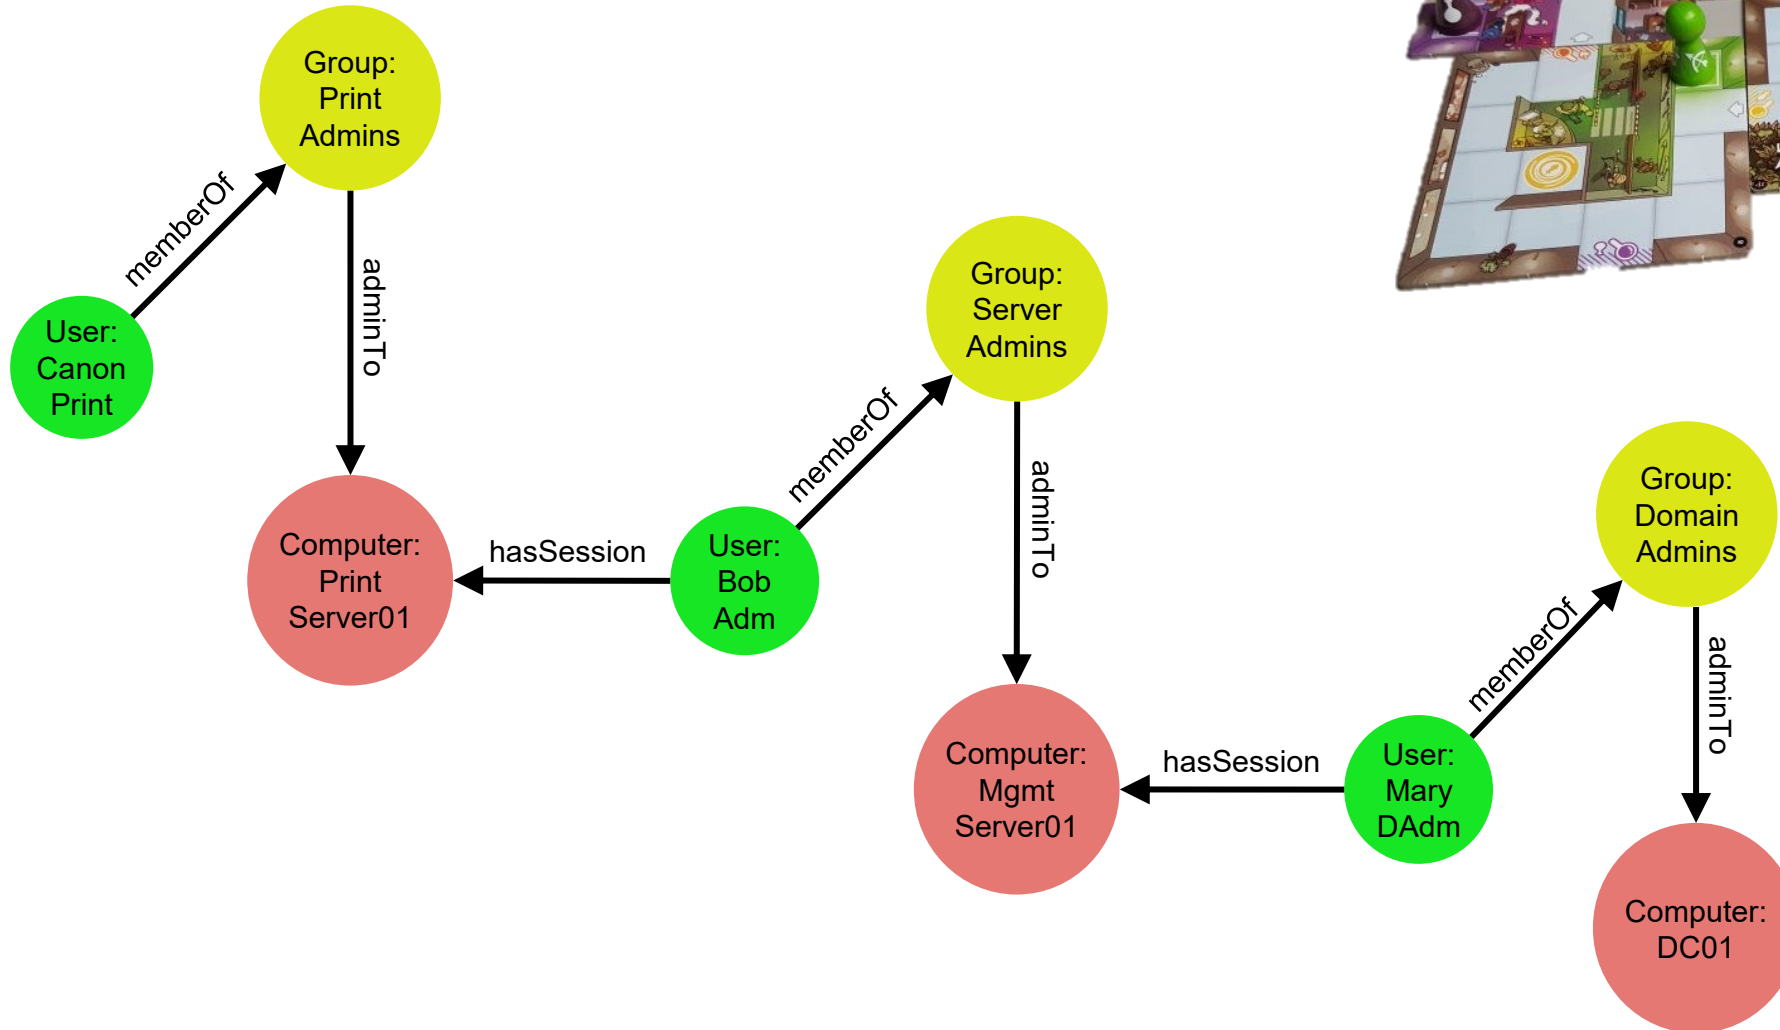 Group:
Print
Admins
memberOf
adminTo
User:
Canon
Print
Group:
Server
Admins
memberOf
adminTo
Computer:
Print
Server01
hasSession
User:
Bob
Adm
Group:
Domain
Admins
memberOf
adminTo
Computer:
Mgmt
Server01
hasSession
User:
Mary
DAdm
Computer:
DC01